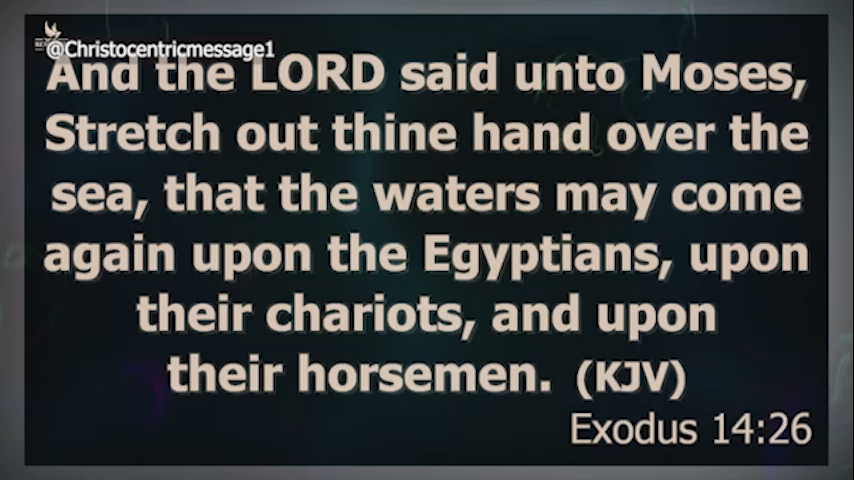 @Christocentricmessage1
And the LORD said unto Moses,
Stretch out thine hand over the
sea, that the waters may come
again upon the Egyptians, upon
their chariots, and upon
their horsemen. (KJV)
Exodus 14:26